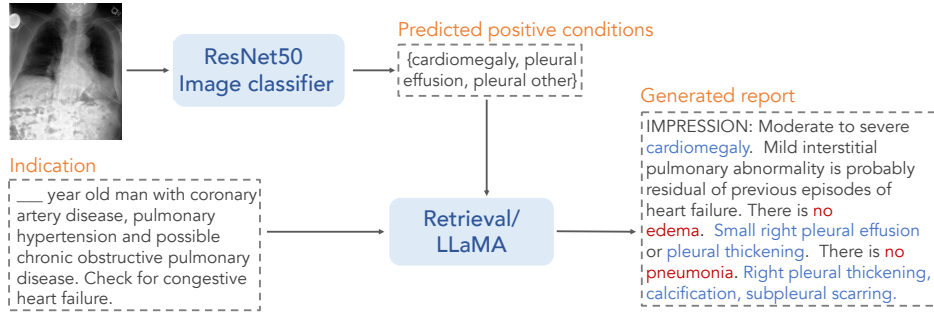 ResNet50
Image classifier
Predicted positive conditions
{cardiomegaly, pleural
effusion, pleural other}
Indication
___ year old man with coronary
artery disease, pulmonary
hypertension and possible
chronic obstructive pulmonary
disease. Check for congestive
heart failure.
Retrieval/
LLaMA
Generated report
IMPRESSION: Moderate to severe
cardiomegaly. Mild interstitial
pulmonary abnormality is probably
residual of previous episodes of
heart failure. There is no
edema. Small right pleural effusion
or pleural thickening. There is no
pneumonia. Right pleural thickening,
calcification, subpleural scarring.